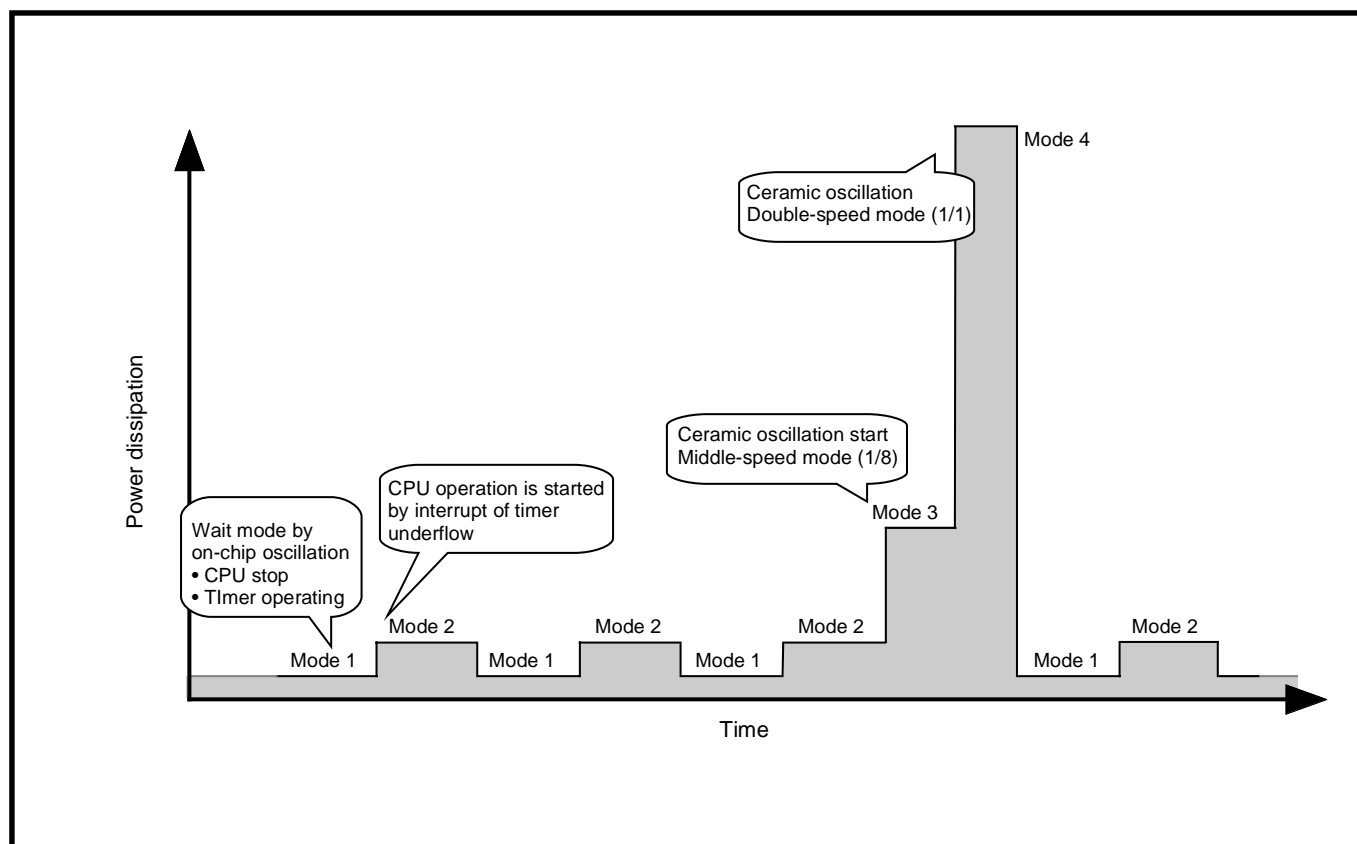 Mode 4
Ceramic oscillation
Double-speed mode (1/1)
Power dissipation
Ceramic oscillation start
Middle-speed mode (1/8)
Mode 3
CPU operation is started
by interrupt of timer
underflow
Wait mode by
on-chip oscillation
• CPU stop
• TImer operating
Mode 1
Mode 2
Mode 1
Mode 2
Mode 1
Mode 2
Mode 1
Mode 2
Time